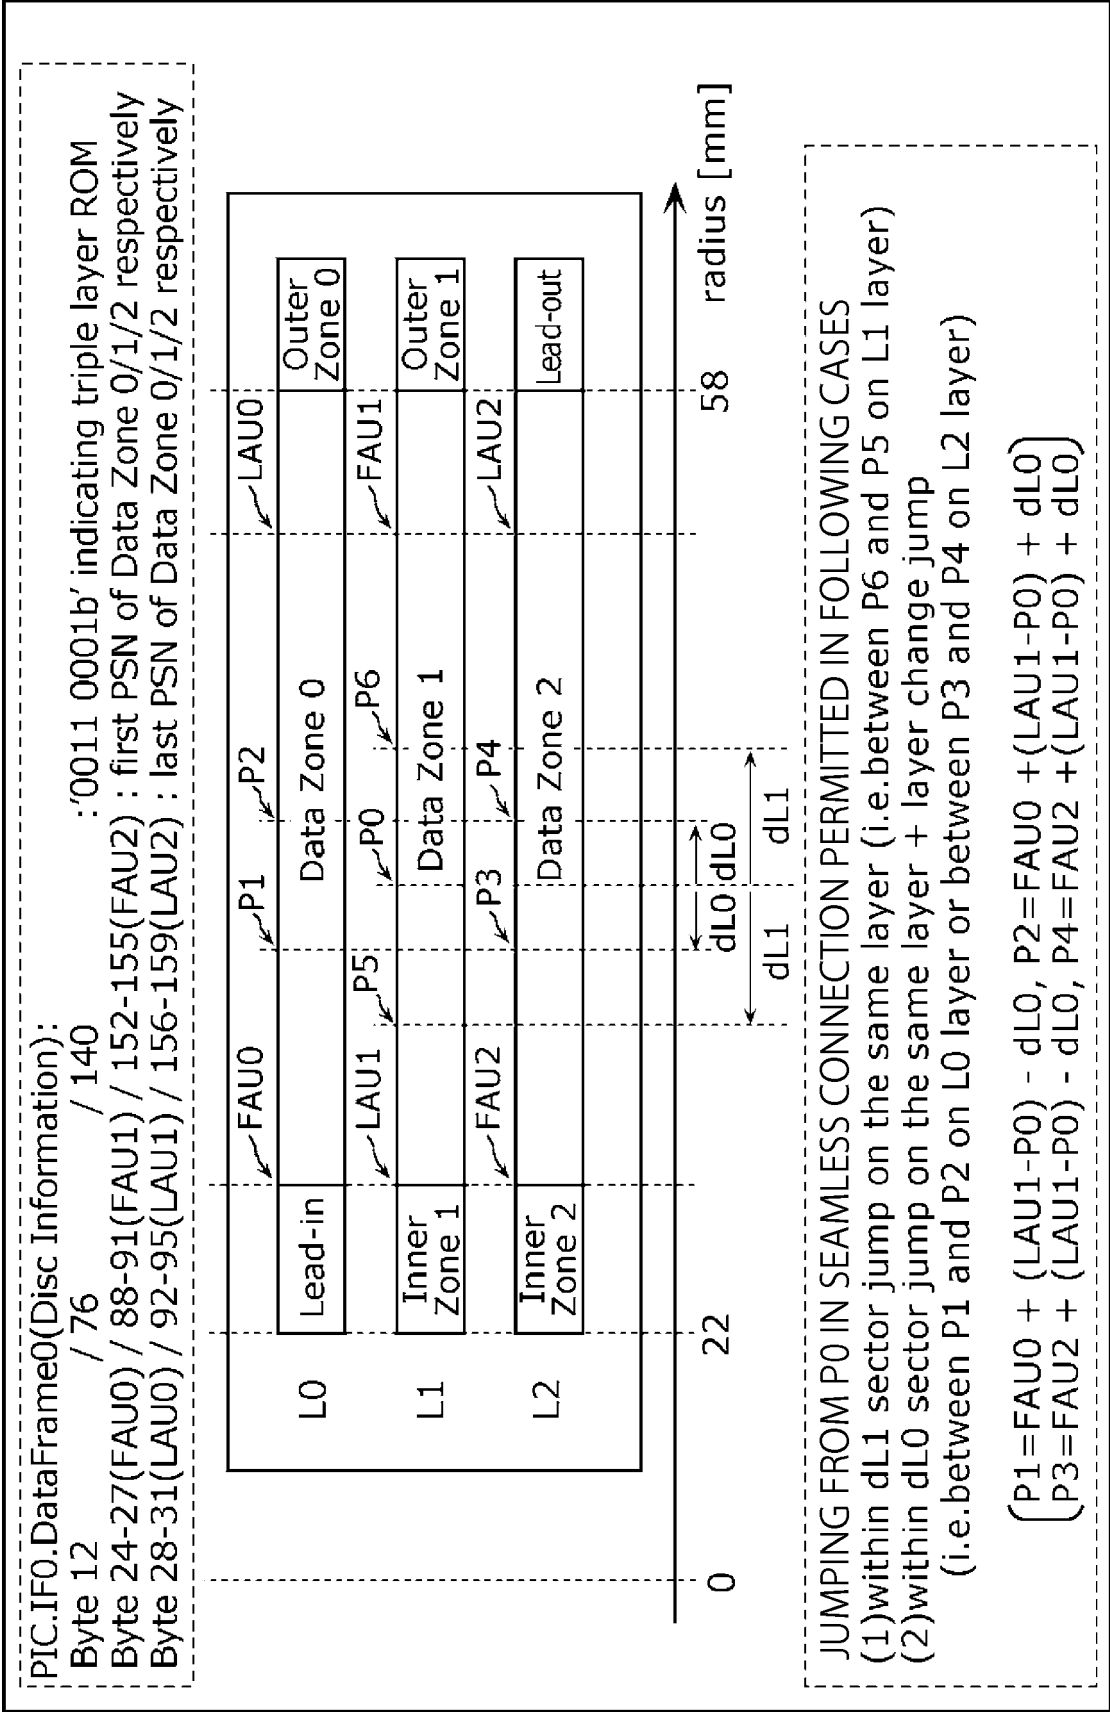 PIC.IF0.DataFrame0(Disc Information):
Byte 12 / 76 / 140 :'0011 0001b' indicating triple layer ROM
Byte 24-27(FAU0) / 88-91(FAU1) / 152-155(FAU2) : first PSN of Data Zone 0/1/2 respectively
Byte 28-31(LAU0) / 92-95(LAU1) / 156-159(LAU2) : last PSN of Data Zone 0/1/2 respectively
FAU0 P1 P2 LAU0
L0 Lead-in Data Zone 0 Outer
Zone 0
LAU1 P5 P0 P6 FAU1
L1 Inner
Zone 1 Data Zone 1 Outer
Zone 1
FAU2 P3 P4 LAU2
L2 Inner
Zone 2 Data Zone 2 Lead-out
0 22 58 radius [mm]
dL0 dL0
dL1 dL1
JUMPING FROM P0 IN SEAMLESS CONNECTION PERMITTED IN FOLLOWING CASES
(1)within dL1 sector jump on the same layer (i.e.between P6 and P5 on L1 layer)
(2)within dL0 sector jump on the same layer + layer change jump
(i.e.between P1 and P2 on L0 layer or between P3 and P4 on L2 layer)
P1=FAU0 + (LAU1-P0) - dL0, P2=FAU0 +(LAU1-P0) + dL0
P3=FAU2 + (LAU1-P0) - dL0, P4=FAU2 +(LAU1-P0) + dL0